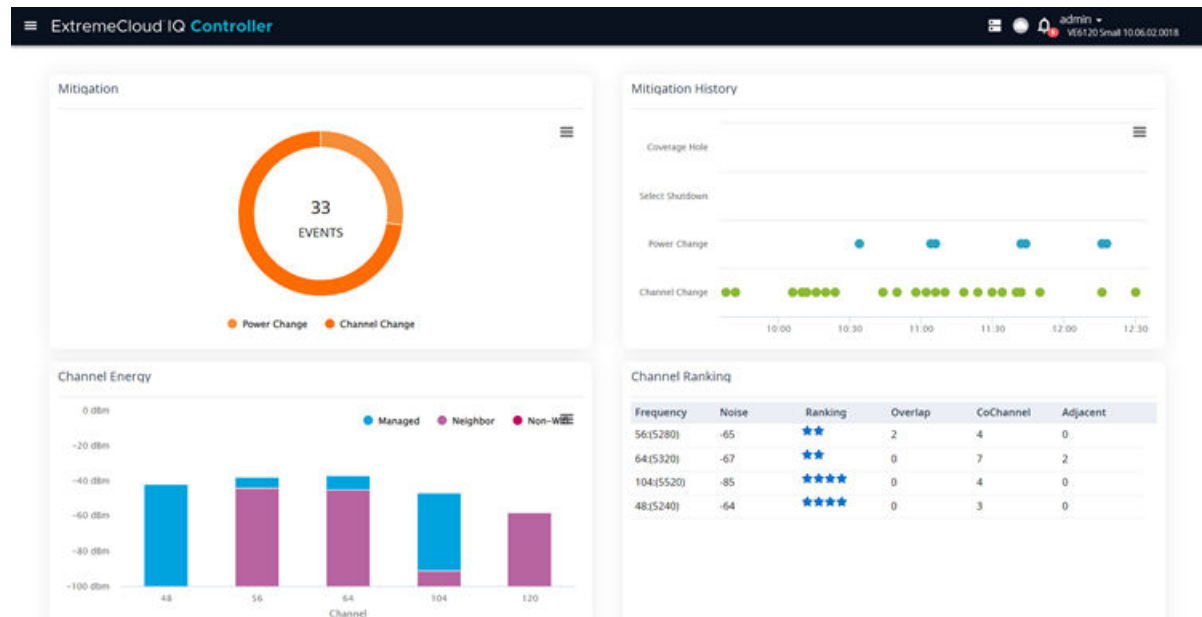 ExtremeCloud IQ Controller
admin
VE6120 Small 10.06.02.0018
Mitigation
33
EVENTS
Power Change Channel Change
Mitigation History
Coverage Hole
Select Shutdown
Power Change
Channel Change
10:00 10:30 11:00 11:30 12:00 12:30
Channel Energy
Managed Neighbor
0 dBm
-20 dBm
-40 dBm
-60 dBm
-80 dBm
-100 dBm
48 56 64 104 120
Channel
Channel Ranking
Frequency Noise Ranking Overlap CoChannel Adjacent
56:(5280) -65 2 4 0
64:(5320) -67 0 7 2
104:(5520) -85 0 4 0
48:(5240) -64 0 3 0